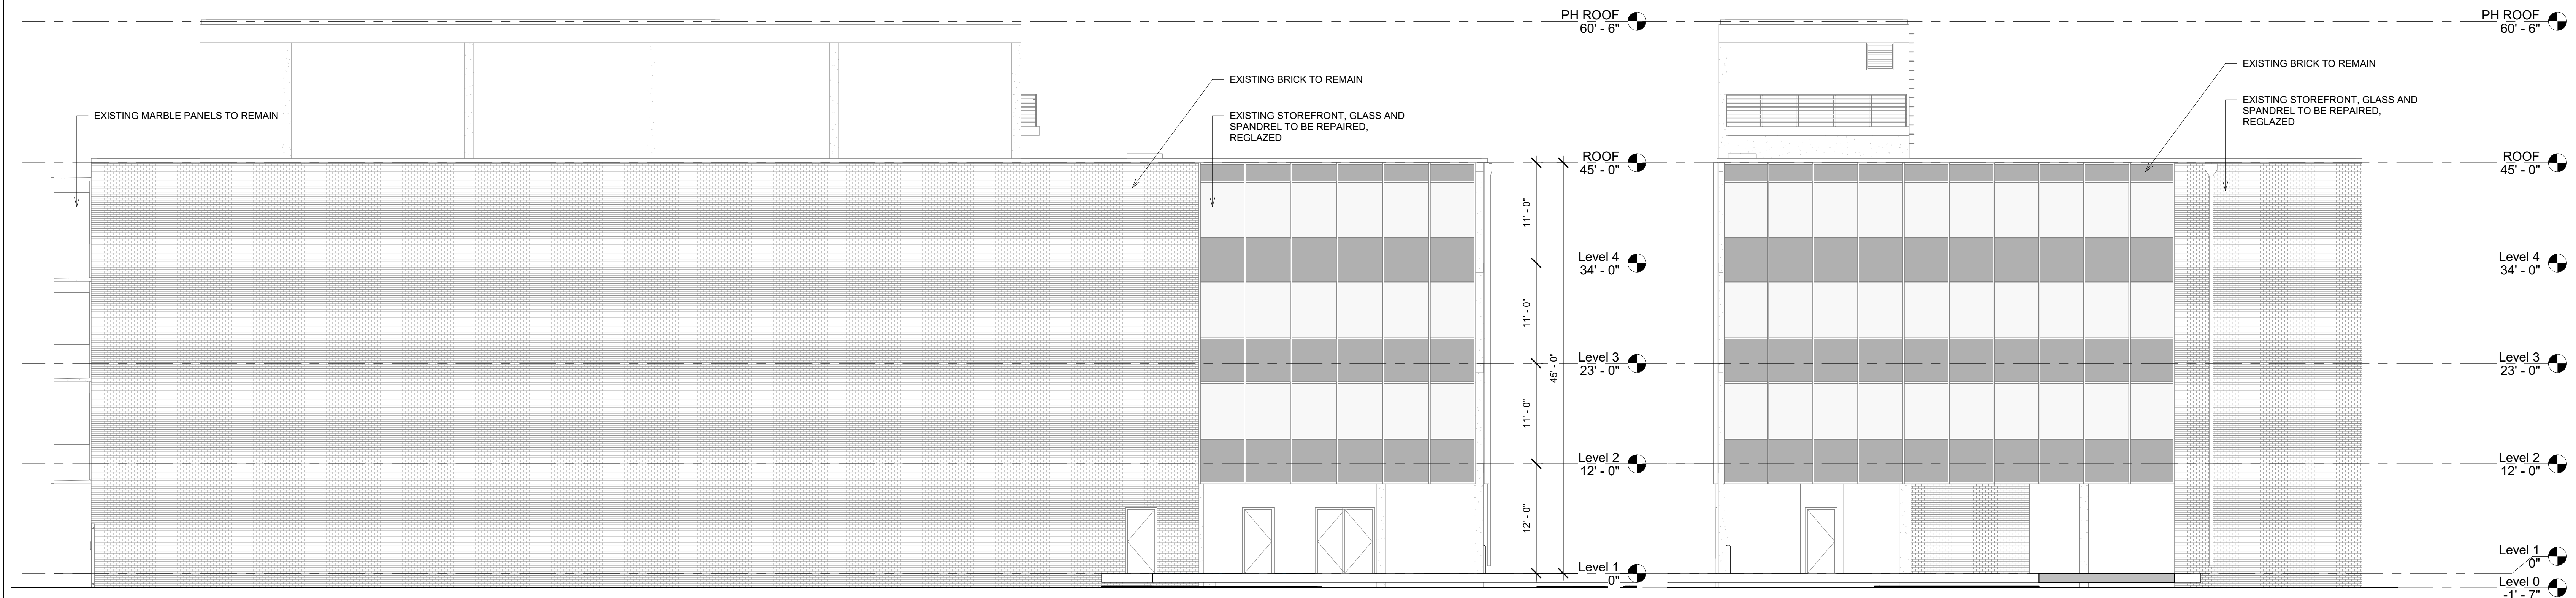 PH ROOF
60' - 6"
EXISTING MARBLE PANELS TO REMAIN
EXISTING BRICK TO REMAIN
EXISTING STOREFRONT, GLASS AND
SPANDREL TO BE REPAIRED,
REGLAZED
ROOF
45' - 0"
11' - 0"
Level 4
34' - 0"
11' - 0"
Level 3
23' - 0"
45' - 0"
11' - 0"
Level 2
12' - 0"
12' - 0"
Level 1
0"
PH ROOF
60' - 6"
EXISTING BRICK TO REMAIN
EXISTING STOREFRONT, GLASS AND
SPANDREL TO BE REPAIRED,
REGLAZED
ROOF
45' - 0"
Level 4
34' - 0"
Level 3
23' - 0"
Level 2
12' - 0"
Level 1
0"
Level 0
-1' - 7"